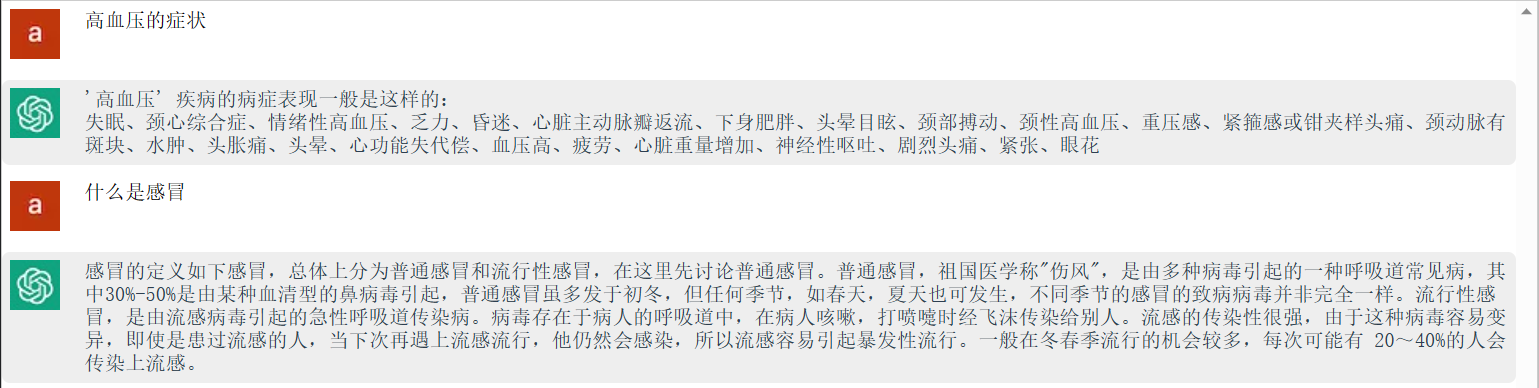 a
高血压的症状
'高血压' 疾病的病症表现一般是这样的：
失眠、颈心综合症、情绪性高血压、乏力、昏迷、心脏主动脉瓣返流、下身肥胖、头晕目眩、颈部搏动、颈性高血压、重压感、紧箍感或钳夹样头痛、颈动脉有
斑块、水肿、头胀痛、头晕、心功能失代偿、血压高、疲劳、心脏重量增加、神经性呕吐、剧烈头痛、紧张、眼花
a
什么是感冒
感冒的定义如下感冒，总体上分为普通感冒和流行性感冒，在这里先讨论普通感冒。普通感冒，祖国医学称"伤风"，是由多种病毒引起的一种呼吸道常见病，其
中30%-50%是由某种血清型的鼻病毒引起，普通感冒虽多发于初冬，但任何季节，如春天，夏天也可发生，不同季节的感冒的致病病毒并非完全一样。流行性感
冒，是由流感病毒引起的急性呼吸道传染病。病毒存在于病人的呼吸道中，在病人咳嗽，打喷嚏时经飞沫传染给别人。流感的传染性很强，由于这种病毒容易变
异，即使是患过流感的人，当下次再遇上流感流行，他仍然会感染，所以流感容易引起暴发性流行。一般在冬春季流行的机会较多，每次可能有 20～40%的人会
传染上流感。